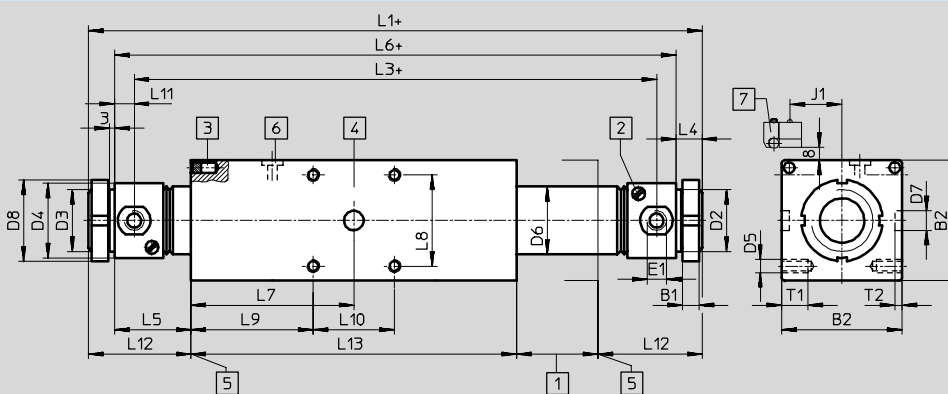 L1+
L6+
L3+
L11
3
3
6
4
2
L4
7
J1
8
D8
D4
D3
L8
D6
E1
D2
B1
D7
B2
D5
T1
T2
B2
L7
L5
L9
L10
L12
L13
L12
5
1
5